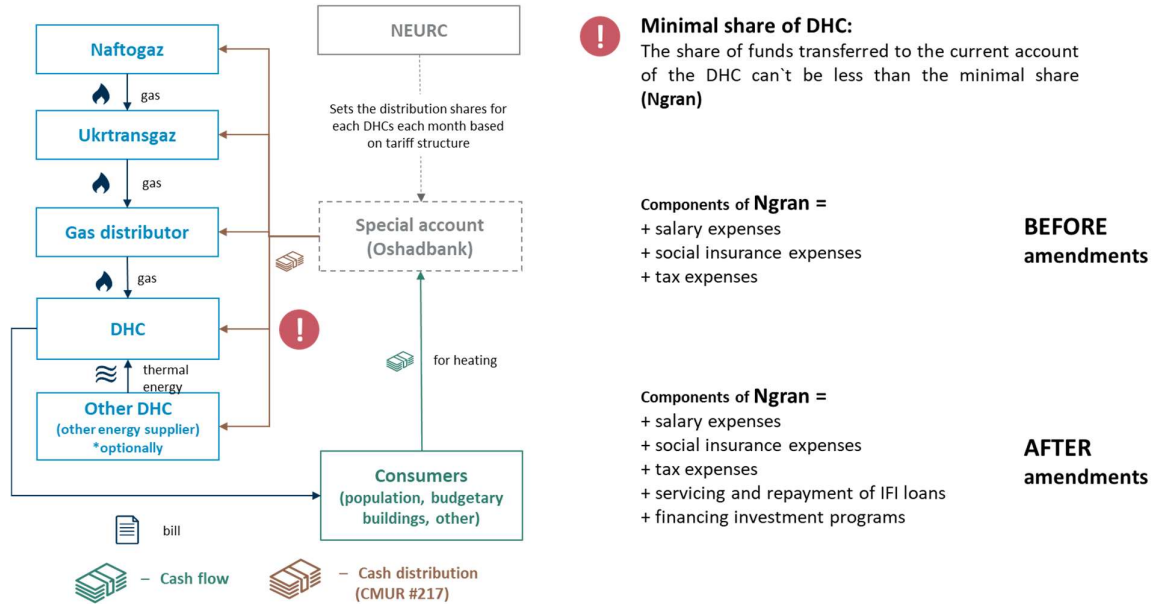 Naftogaz
gas
Ukrtransgaz
gas
Gas distributor
gas
DHC
thermal
energy
Other DHC
(other energy supplier)
*optionally
NEURC
Sets the distribution shares for
each DHCs each month based
on tariff structure
Special account
(Oshadbank)
!
for heating
Consumers
(population, budgetary
buildings, other)
bill
– Cash flow
– Cash distribution
(CMUR #217)
!
Minimal share of DHC:
The share of funds transferred to the current account
of the DHC can`t be less than the minimal share
(Ngran)
Components of Ngran =
+ salary expenses
+ social insurance expenses
+ tax expenses
BEFORE
amendments
Components of Ngran =
+ salary expenses
+ social insurance expenses
+ tax expenses
+ servicing and repayment of IFI loans
+ financing investment programs
AFTER
amendments